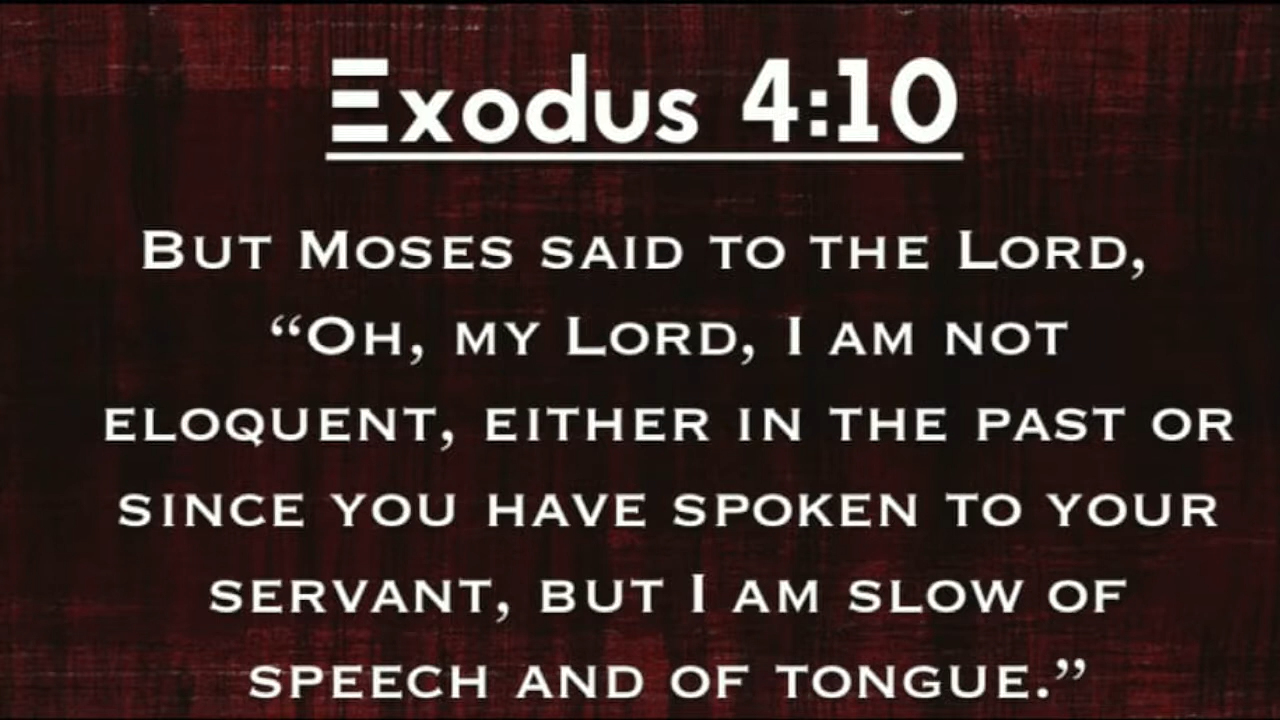 Exodus 4:10
But Moses said to the Lord,
“Oh, my Lord, I am not
eloquent, either in the past or
since you have spoken to your
servant, but I am slow of
speech and of tongue.”